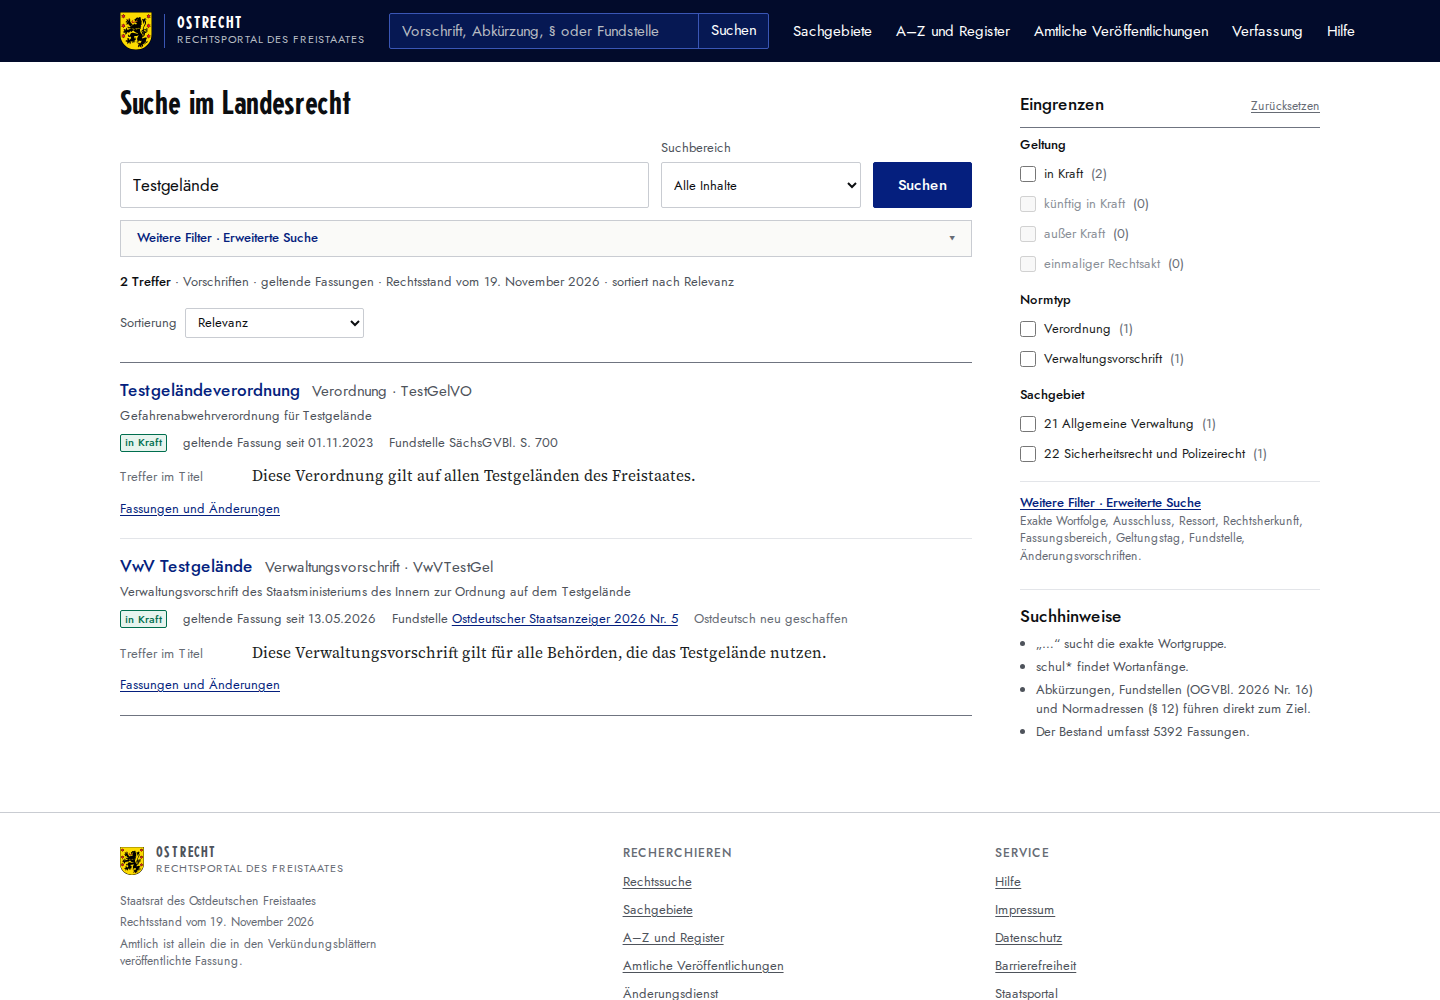 OSTRECHT
RECHTSPORTAL DES FREISTAATES
Vorschrift, Abkürzung, § oder Fundstelle
Suchen
Sachgebiete
A–Z und Register
Amtliche Veröffentlichungen
Verfassung
Hilfe
Suche im Landesrecht
Suchbereich
Testgelände
Alle Inhalte
Suchen
Weitere Filter · Erweiterte Suche
2 Treffer · Vorschriften · geltende Fassungen · Rechtsstand vom 19. November 2026 · sortiert nach Relevanz
Sortierung Relevanz
Testgeländeverordnung Verordnung · TestGelVO
Gefahrenabwehrverordnung für Testgelände
in Kraft geltende Fassung seit 01.11.2023 Fundstelle SächsGVBl. S. 700
Treffer im Titel Diese Verordnung gilt auf allen Testgeländen des Freistaates.
Fassungen und Änderungen
VwV Testgelände Verwaltungsvorschrift · VwVTestGel
Verwaltungsvorschrift des Staatsministeriums des Innern zur Ordnung auf dem Testgelände
in Kraft geltende Fassung seit 13.05.2026 Fundstelle Ostdeutscher Staatsanzeiger 2026 Nr. 5 Ostdeutsch neu geschaffen
Treffer im Titel Diese Verwaltungsvorschrift gilt für alle Behörden, die das Testgelände nutzen.
Fassungen und Änderungen
Eingrenzen Zurücksetzen
Geltung
in Kraft (2)
künftig in Kraft (0)
außer Kraft (0)
einmaliger Rechtsakt (0)
Normtyp
Verordnung (1)
Verwaltungsvorschrift (1)
Sachgebiet
21 Allgemeine Verwaltung (1)
22 Sicherheitsrecht und Polizeirecht (1)
Weitere Filter · Erweiterte Suche
Exakte Wortfolge, Ausschluss, Ressort, Rechtsherkunft,
Fassungsbereich, Geltungstag, Fundstelle,
Änderungsvorschriften.
Suchhinweise
„…“ sucht die exakte Wortgruppe.
schul* findet Wortanfänge.
Abkürzungen, Fundstellen (OGVBl. 2026 Nr. 16)
und Normadressen (§ 12) führen direkt zum Ziel.
Der Bestand umfasst 5392 Fassungen.
OSTRECHT
RECHTSPORTAL DES FREISTAATES
Staatsrat des Ostdeutschen Freistaates
Rechtsstand vom 19. November 2026
Amtlich ist allein die in den Verkündungsblättern
veröffentlichte Fassung.
RECHERCHIEREN
Rechtssuche
Sachgebiete
A–Z und Register
Amtliche Veröffentlichungen
Änderungsdienst
SERVICE
Hilfe
Impressum
Datenschutz
Barrierefreiheit
Staatsportal